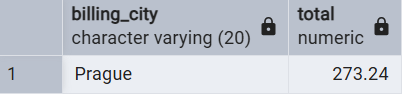 billing_city total
character varying (20) numeric
1 Prague 273.24